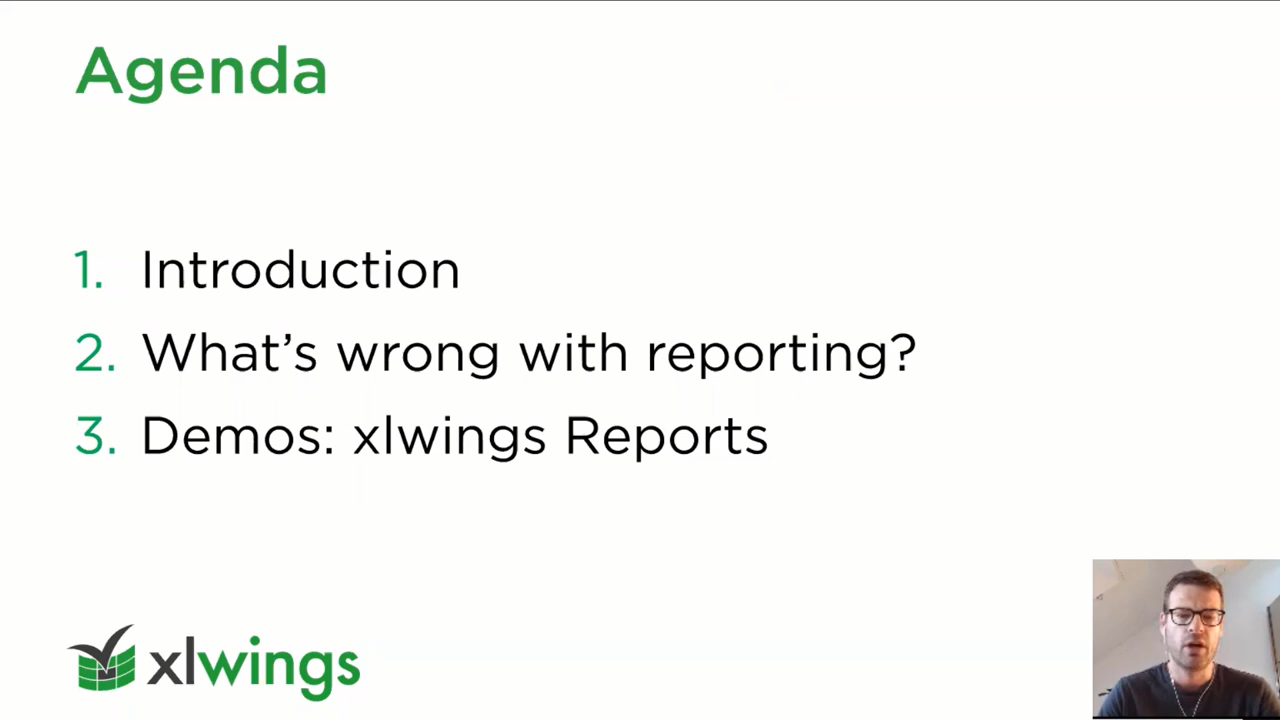 Agenda
1. Introduction
2. What’s wrong with reporting?
3. Demos: xlwings Reports
xlwings